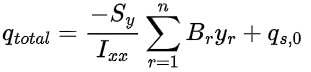 q_{total} = \frac{-S_y}{I_{xx}} \sum_{r=1}^{n} B_r y_r + q_{s,0}